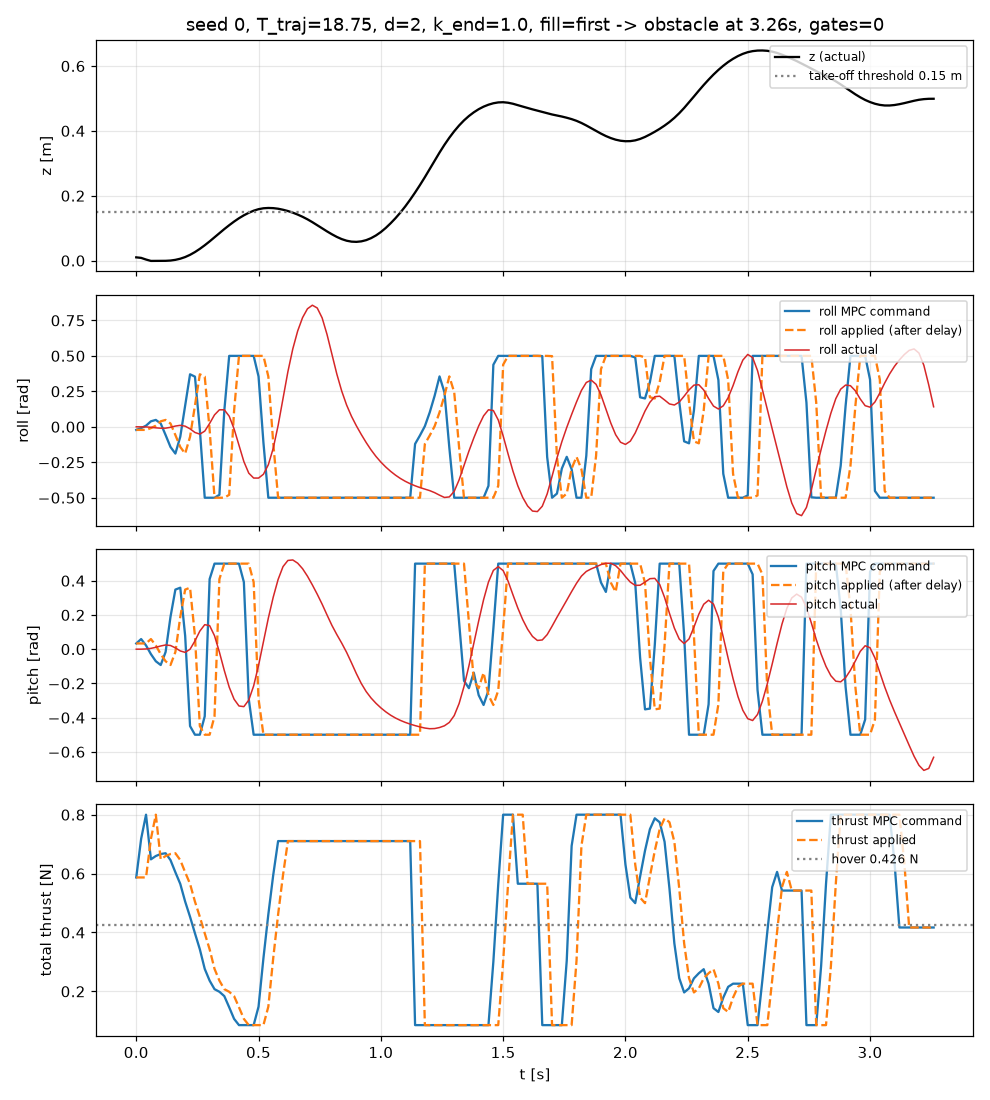 seed 0, T_traj=18.75, d=2, k_end=1.0, fill=first -> obstacle at 3.26s, gates=0
z [m]
0.6
0.4
0.2
0.0
z (actual)
take-off threshold 0.15 m
roll [rad]
0.75
0.50
0.25
0.00
−0.25
−0.50
roll MPC command
roll applied (after delay)
roll actual
pitch [rad]
0.4
0.2
0.0
−0.2
−0.4
−0.6
pitch MPC command
pitch applied (after delay)
pitch actual
total thrust [N]
0.8
0.6
0.4
0.2
thrust MPC command
thrust applied
hover 0.426 N
0.0 0.5 1.0 1.5 2.0 2.5 3.0
t [s]